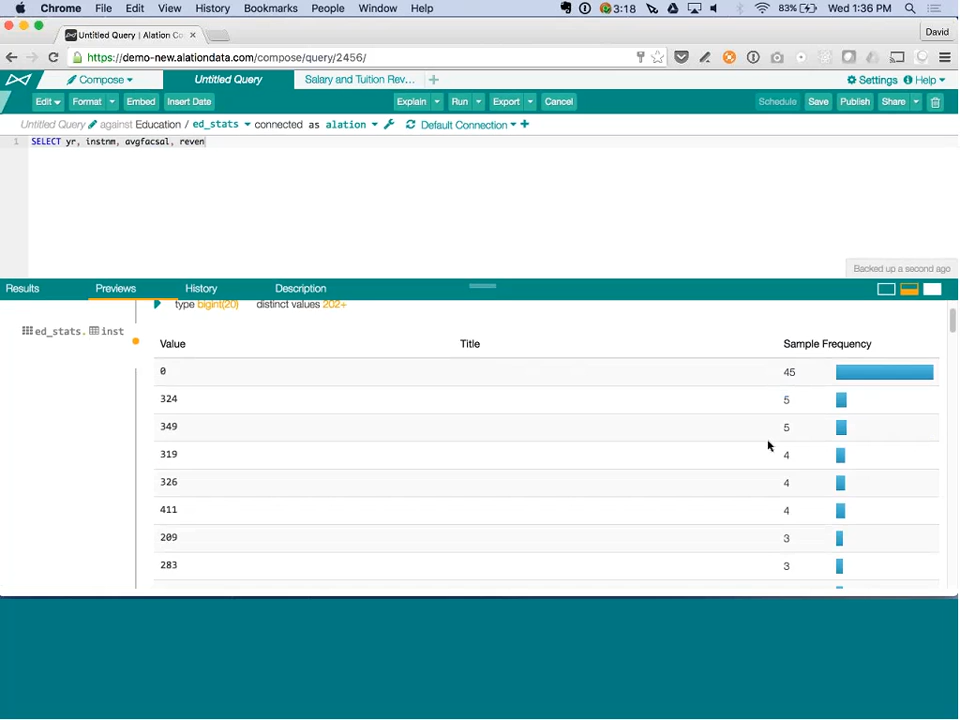 Chrome File Edit View History Bookmarks People Window Help 3:18 83% Wed 1:36 PM
Untitled Query | Alation Co × David
https://demo-new.alationdata.com/compose/query/2456/
Compose Untitled Query Salary and Tuition Rev... Settings Help
Edit Format Embed Insert Date Explain Run Export Cancel Schedule Save Publish Share
Untitled Query against Education / ed_stats connected as alation Default Connection
1 SELECT yr, instnm, avgfacsal, reven
Backed up a second ago
Results Previews History Description
type bigint(20) distinct values 202+
ed_stats. inst
Value Title Sample Frequency
0 45
324 5
349 5
319 4
326 4
411 4
209 3
283 3